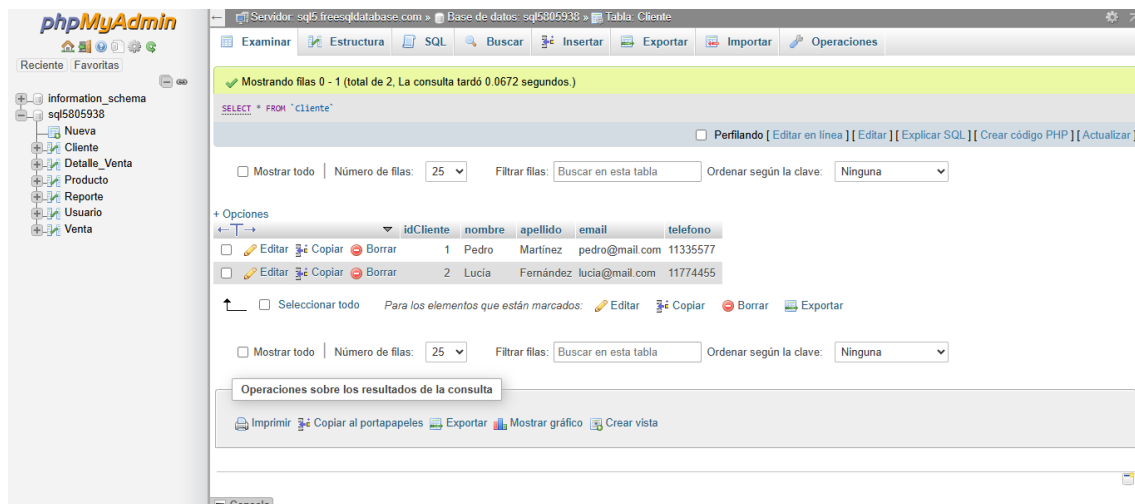 phpMyAdmin
Reciente Favoritas
information_schema
sql5805938
Nueva
Cliente
Detalle_Venta
Producto
Reporte
Usuario
Venta
Servidor: sql5.freesqldatabase.com » Base de datos: sql5805938 » Tabla: Cliente
Examinar Estructura SQL Buscar Insertar Exportar Importar Operaciones
Mostrando filas 0 - 1 (total de 2, La consulta tardó 0.0672 segundos.)
SELECT * FROM `Cliente`
Perfilando [ Editar en línea ] [ Editar ] [ Explicar SQL ] [ Crear código PHP ] [ Actualizar ]
Mostrar todo | Número de filas: 25 Filtrar filas: Buscar en esta tabla Ordenar según la clave: Ninguna
+ Opciones
←T→ idCliente nombre apellido email telefono
Editar Copiar Borrar 1 Pedro Martínez pedro@mail.com 11335577
Editar Copiar Borrar 2 Lucía Fernández lucia@mail.com 11774455
Seleccionar todo Para los elementos que están marcados: Editar Copiar Borrar Exportar
Mostrar todo | Número de filas: 25 Filtrar filas: Buscar en esta tabla Ordenar según la clave: Ninguna
Operaciones sobre los resultados de la consulta
Imprimir Copiar al portapapeles Exportar Mostrar gráfico Crear vista
Consola